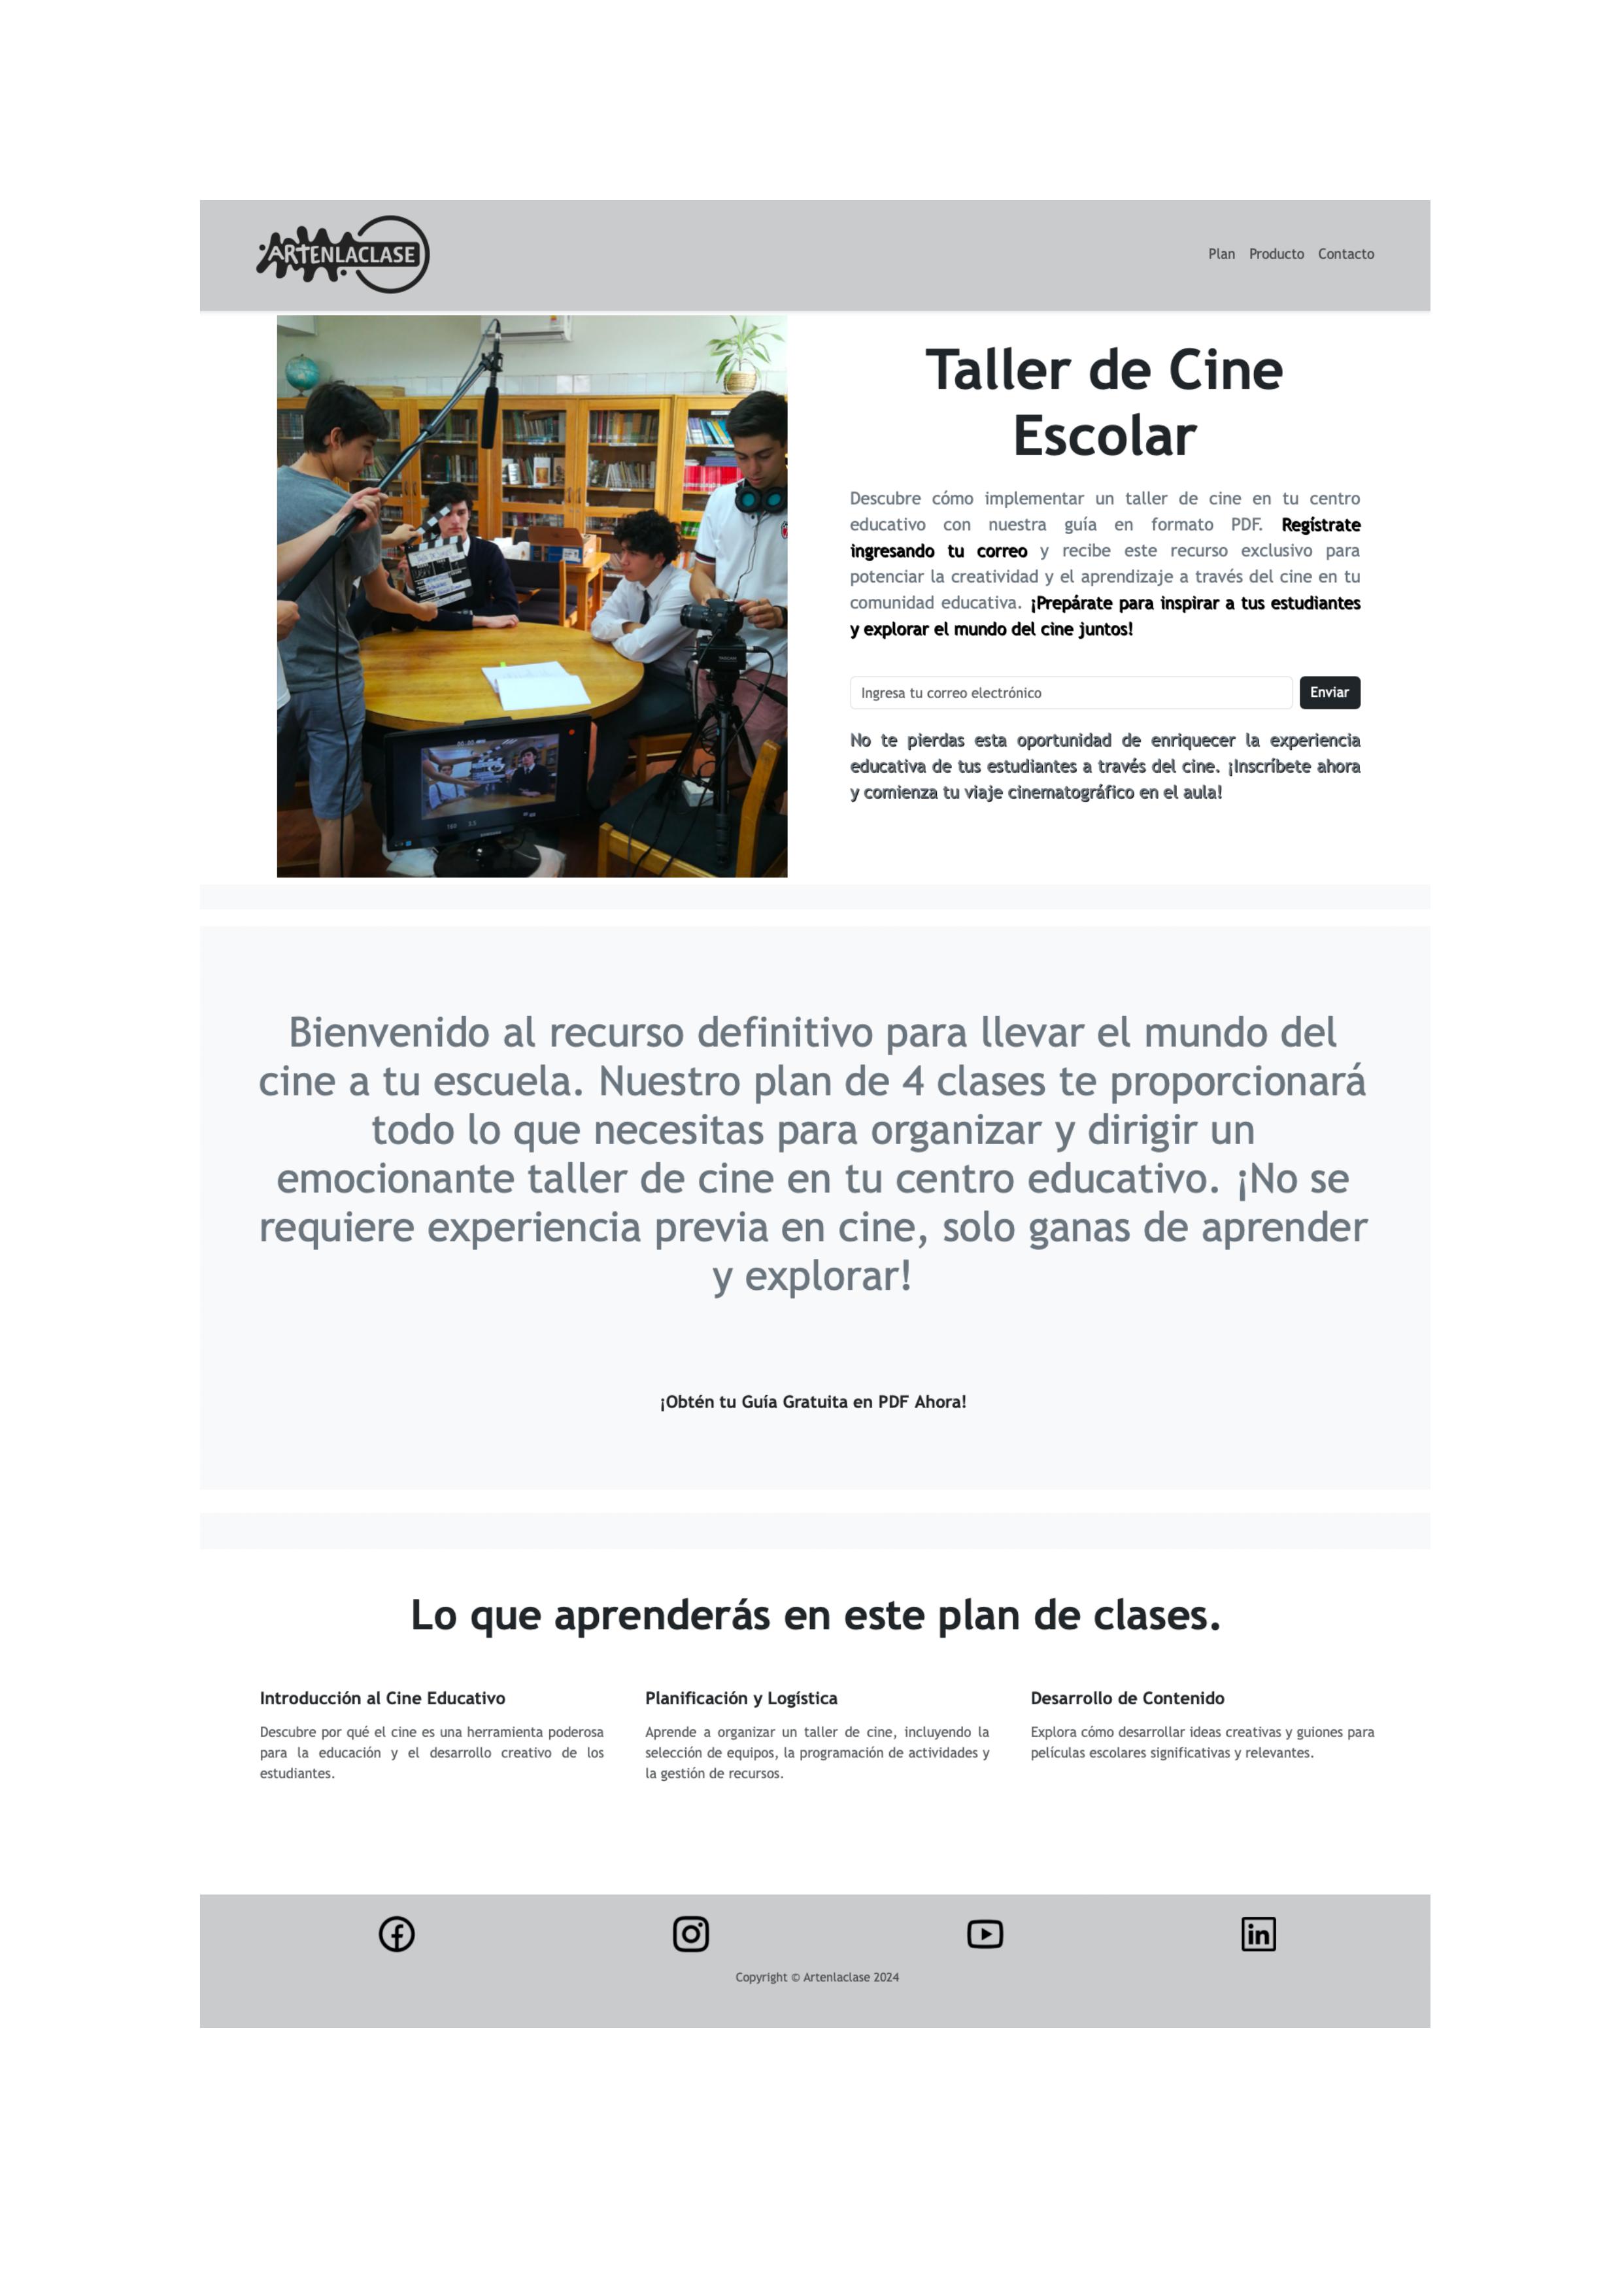 ARTENLACLASE
Plan Producto Contacto
Taller de Cine
Escolar
Descubre cómo implementar un taller de cine en tu centro
educativo con nuestra guía en formato PDF. Regístrate
ingresando tu correo y recibe este recurso exclusivo para
potenciar la creatividad y el aprendizaje a través del cine en tu
comunidad educativa. ¡Prepárate para inspirar a tus estudiantes
y explorar el mundo del cine juntos!
Ingresa tu correo electrónico
Enviar
No te pierdas esta oportunidad de enriquecer la experiencia
educativa de tus estudiantes a través del cine. ¡Inscríbete ahora
y comienza tu viaje cinematográfico en el aula!
Bienvenido al recurso definitivo para llevar el mundo del
cine a tu escuela. Nuestro plan de 4 clases te proporcionará
todo lo que necesitas para organizar y dirigir un
emocionante taller de cine en tu centro educativo. ¡No se
requiere experiencia previa en cine, solo ganas de aprender
y explorar!
¡Obtén tu Guía Gratuita en PDF Ahora!
Lo que aprenderás en este plan de clases.
Introducción al Cine Educativo
Descubre por qué el cine es una herramienta poderosa
para la educación y el desarrollo creativo de los
estudiantes.
Planificación y Logística
Aprende a organizar un taller de cine, incluyendo la
selección de equipos, la programación de actividades y
la gestión de recursos.
Desarrollo de Contenido
Explora cómo desarrollar ideas creativas y guiones para
películas escolares significativas y relevantes.
Copyright © Artenlaclase 2024